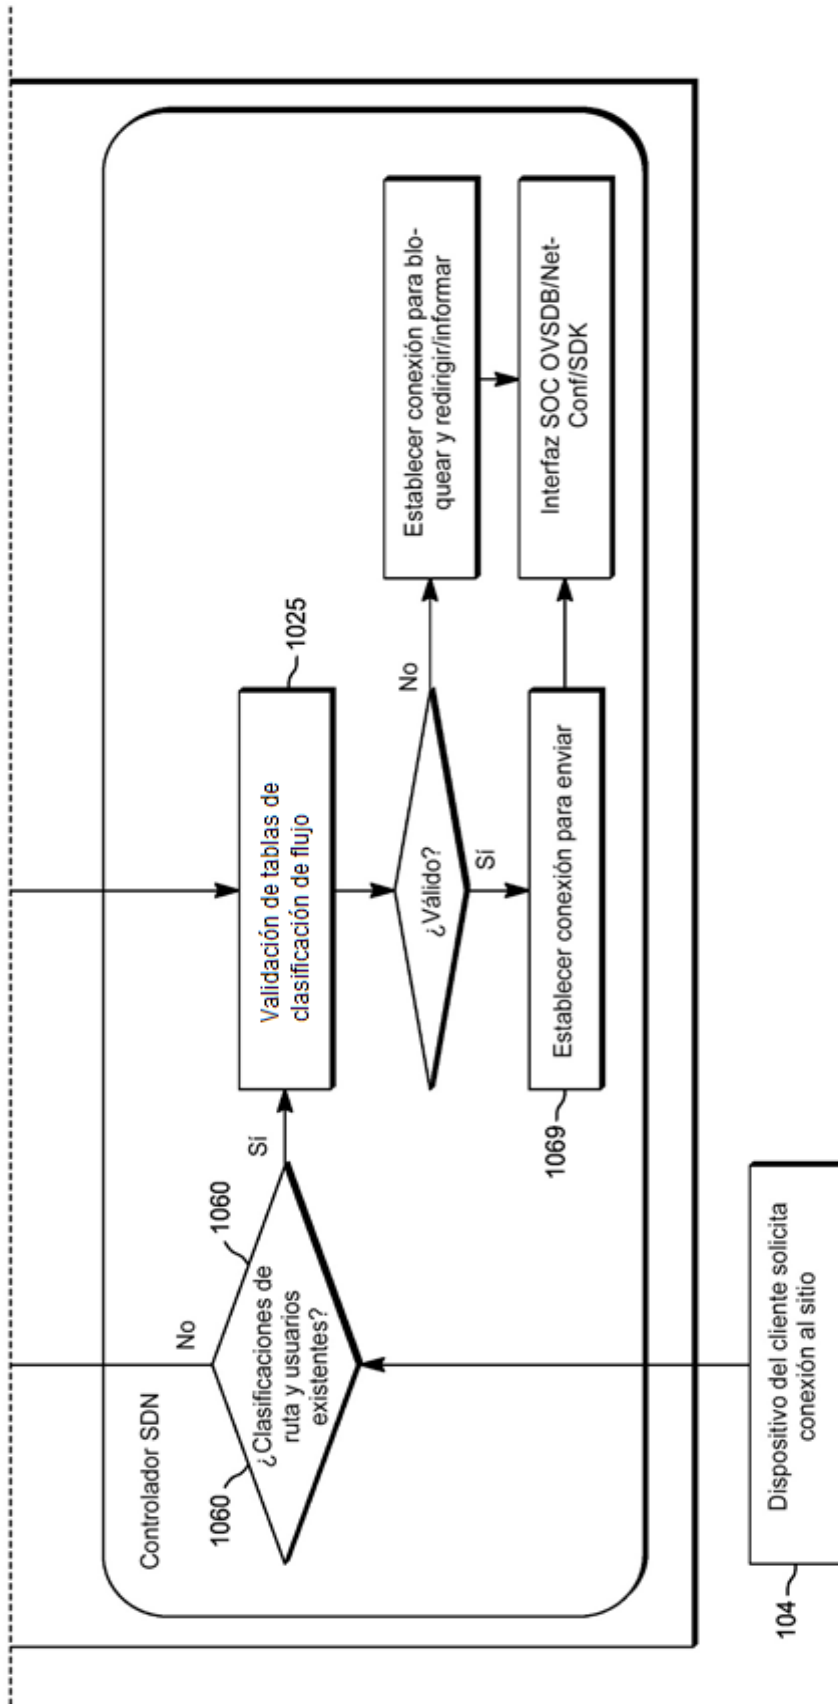 Controlador SDN
No
1060
1060
¿Clasificaciones de
ruta y usuarios
existentes?
Sí
Validación de tablas de
clasificación de flujo
1025
¿Válido?
No
Establecer conexión para blo-
quear y redirigir/informar
Sí
Establecer conexión para enviar
1069
Interfaz SOC OVSDB/Net-
Conf/SDK
Dispositivo del cliente solicita
conexión al sitio
104